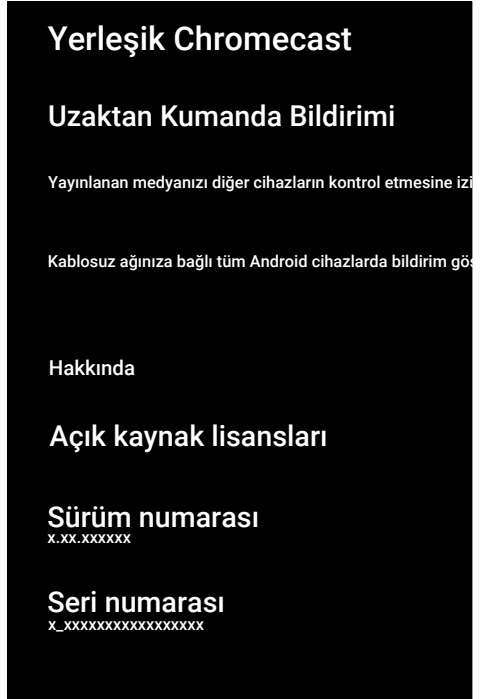 Yerleşik Chromecast
Uzaktan Kumanda Bildirimi
Yayınlanan medyanızı diğer cihazların kontrol etmesine izi
Kablosuz ağınıza bağlı tüm Android cihazlarda bildirim gös
Hakkında
Açık kaynak lisansları
Sürüm numarası
x.xx.xxxxxx
Seri numarası
x_xxxxxxxxxxxxxxxxx